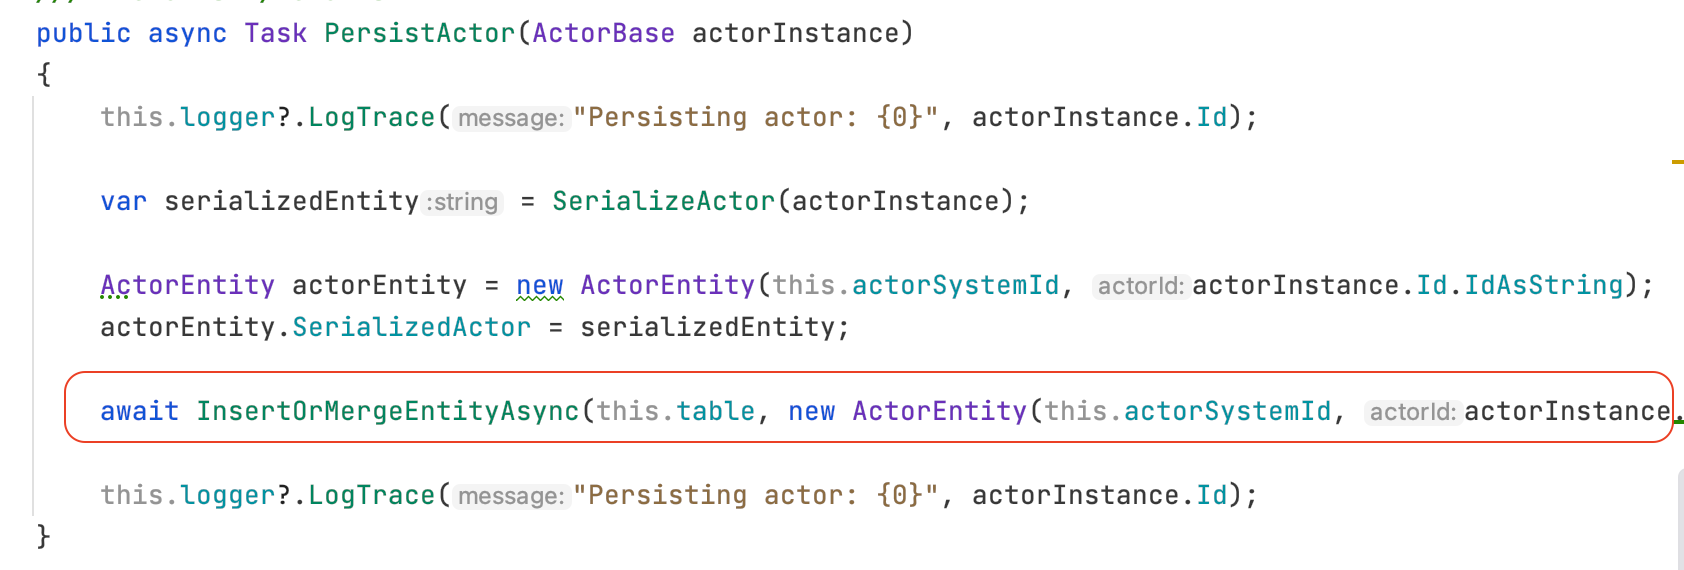 public async Task PersistActor(ActorBase actorInstance)
{
this.logger?.LogTrace(message:"Persisting actor: {0}", actorInstance.Id);
var serializedEntity:string = SerializeActor(actorInstance);
ActorEntity actorEntity = new ActorEntity(this.actorSystemId, actorId:actorInstance.Id.IdAsString);
actorEntity.SerializedActor = serializedEntity;
await InsertOrMergeEntityAsync(this.table, new ActorEntity(this.actorSystemId, actorId:actorInstance.
this.logger?.LogTrace(message:"Persisting actor: {0}", actorInstance.Id);
}